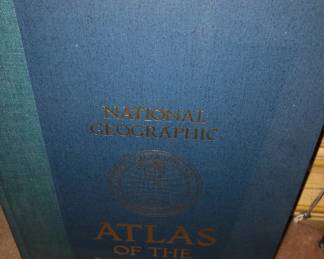 NATIONAL
GEOGRAPHIC
ATLAS
OF THE